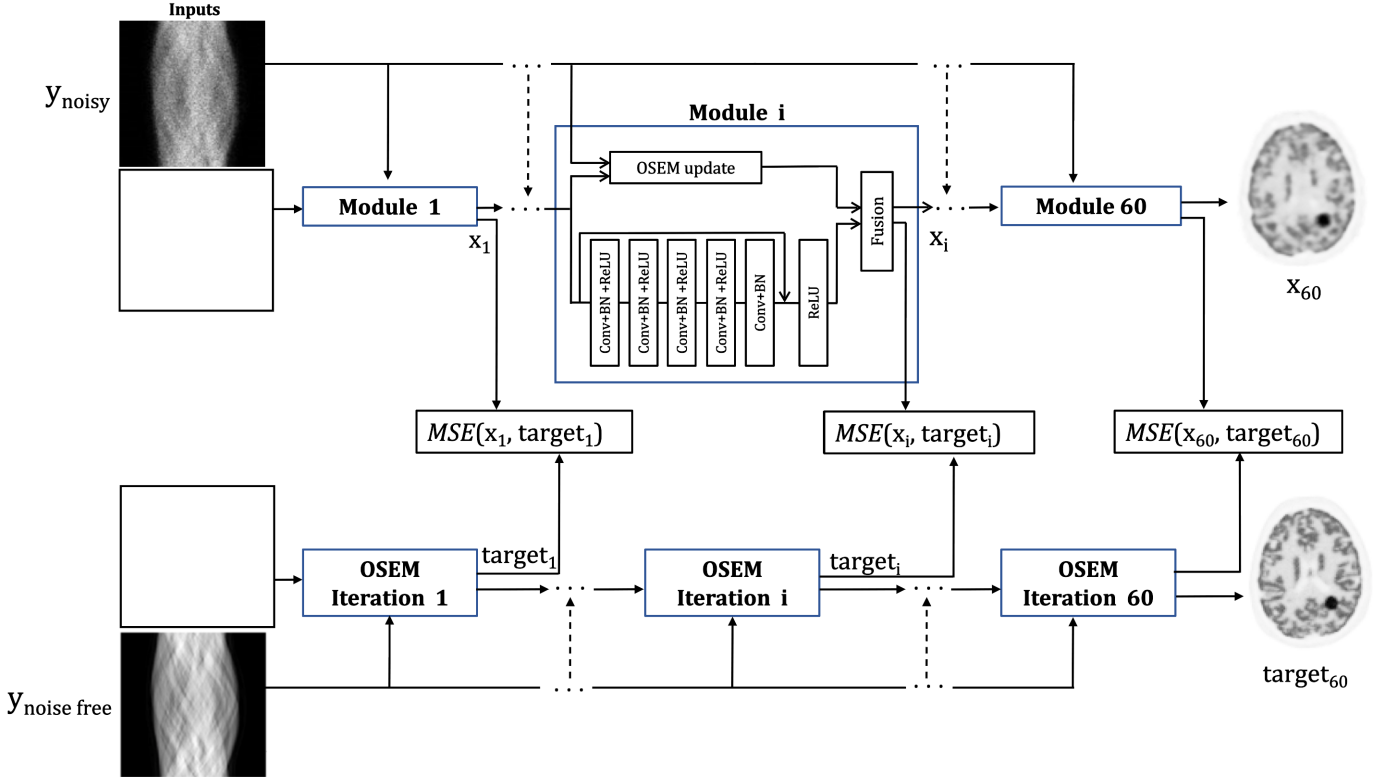 Inputs
y_noisy
Module 1
x_1
. . .
. . .
Module i
OSEM update
Conv+BN +ReLU
Conv+BN +ReLU
Conv+BN +ReLU
Conv+BN +ReLU
Conv+BN
ReLU
Fusion
x_i
. . .
. . .
Module 60
x_60
MSE(x_1, target_1)
MSE(x_i, target_i)
MSE(x_60, target_60)
OSEM
Iteration 1
target_1
. . .
OSEM
Iteration i
target_i
. . .
OSEM
Iteration 60
target_60
y_noise free
. . .
. . .